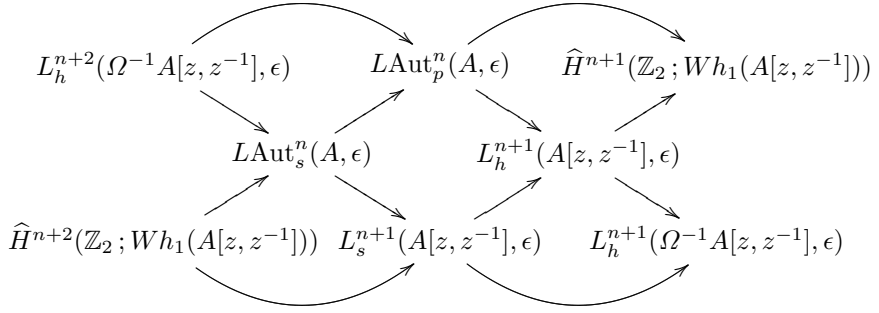 L_h^{n+2}(Ω^{-1}A[z, z^{-1}], ϵ) LAut_p^n(A, ϵ) Ĥ^{n+1}(ℤ_2 ; Wh_1(A[z, z^{-1}]))
LAut_s^n(A, ϵ) L_h^{n+1}(A[z, z^{-1}], ϵ)
Ĥ^{n+2}(ℤ_2 ; Wh_1(A[z, z^{-1}])) L_s^{n+1}(A[z, z^{-1}], ϵ) L_h^{n+1}(Ω^{-1}A[z, z^{-1}], ϵ)